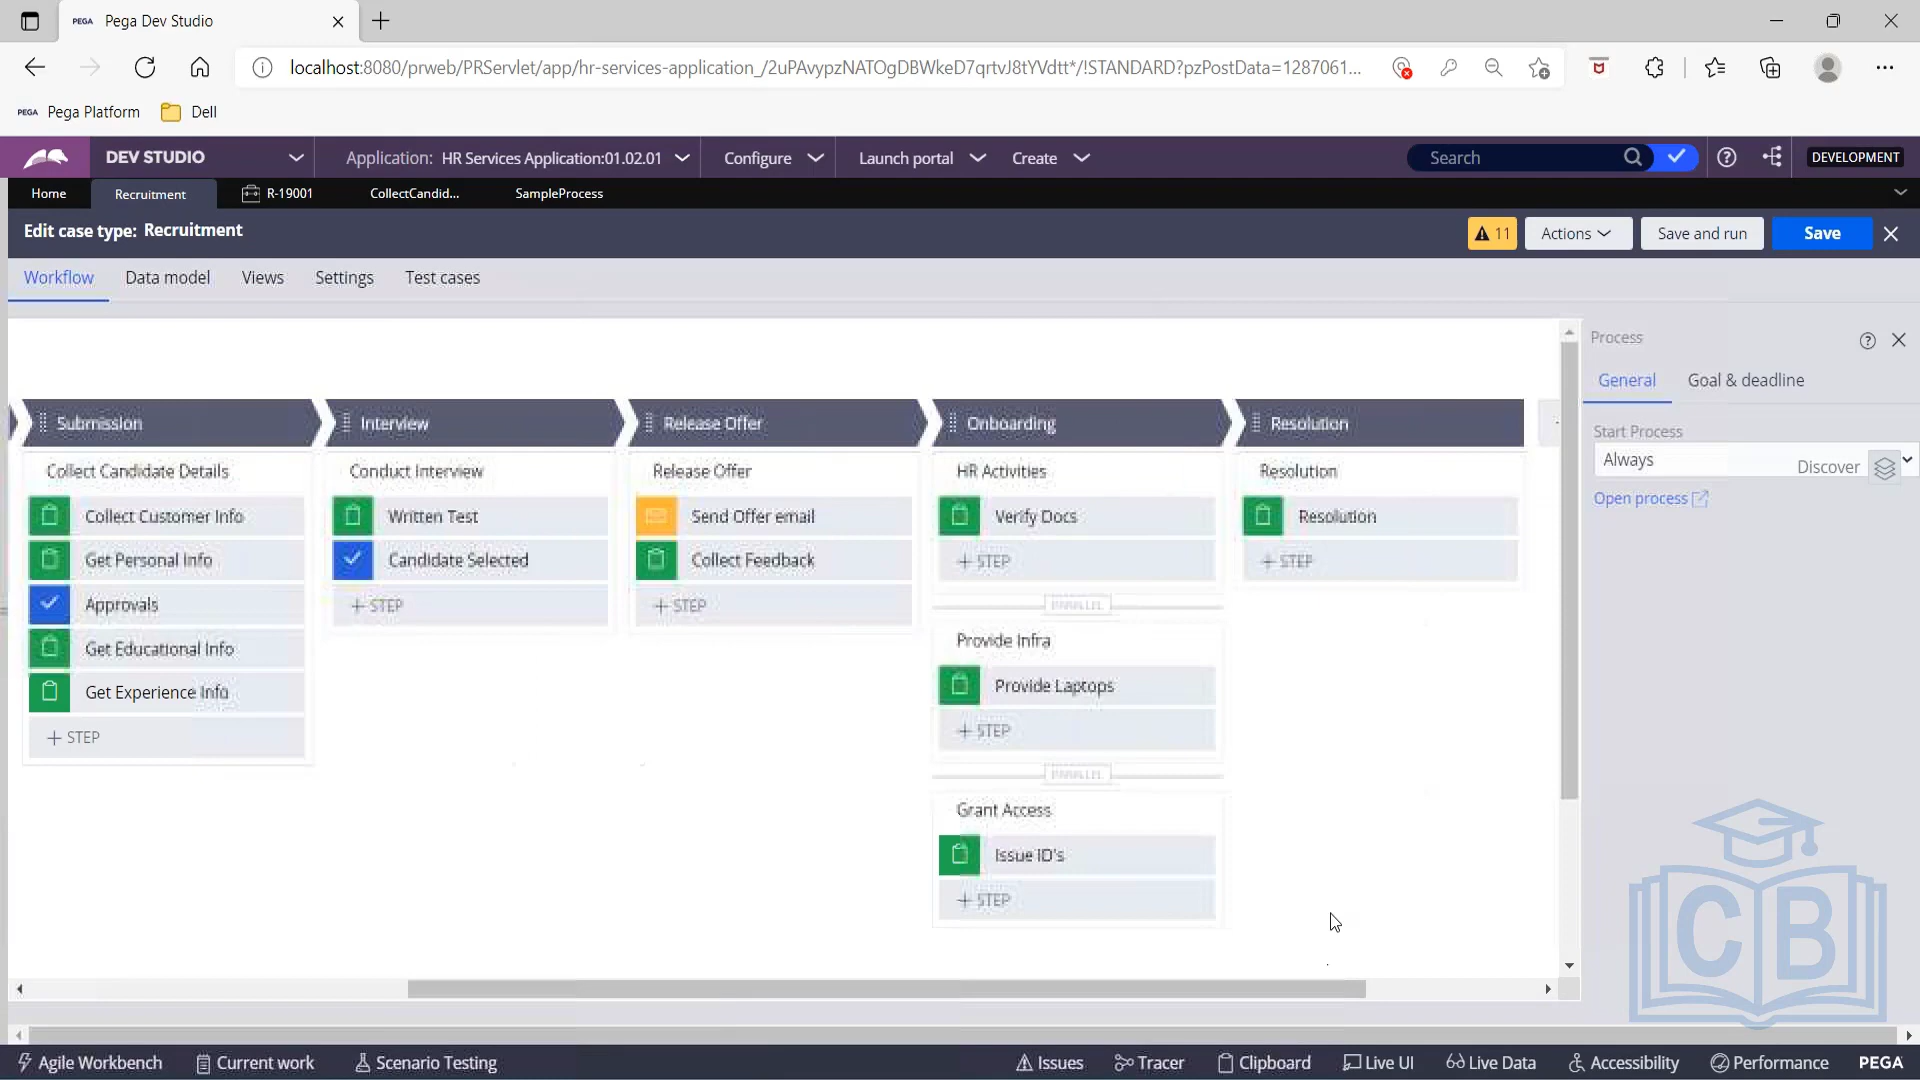 PEGA Pega Dev Studio
localhost:8080/prweb/PRServlet/app/hr-services-application_/2uPAvypzNATOgDBWkeD7qrtvJ8tYVdtt*/!STANDARD?pzPostData=1287061...
PEGA Pega Platform Dell
DEV STUDIO Application: HR Services Application:01.02.01 Configure Launch portal Create Search DEVELOPMENT
Home Recruitment R-19001 CollectCandid... SampleProcess
Edit case type: Recruitment 11 Actions Save and run Save
Workflow Data model Views Settings Test cases
Process
General Goal & deadline
Start Process
Always Discover
Open process
Submission Interview Release Offer Onboarding Resolution
Collect Candidate Details Conduct Interview Release Offer HR Activities Resolution
Collect Customer Info Written Test Send Offer email Verify Docs Resolution
Get Personal Info Candidate Selected Collect Feedback + STEP + STEP
Approvals + STEP + STEP PARALLEL
Get Educational Info Provide Infra
Get Experience Info Provide Laptops
+ STEP + STEP
PARALLEL
Grant Access
Issue ID's
+ STEP
CB
Agile Workbench Current work Scenario Testing Issues Tracer Clipboard Live UI Live Data Accessibility Performance PEGA